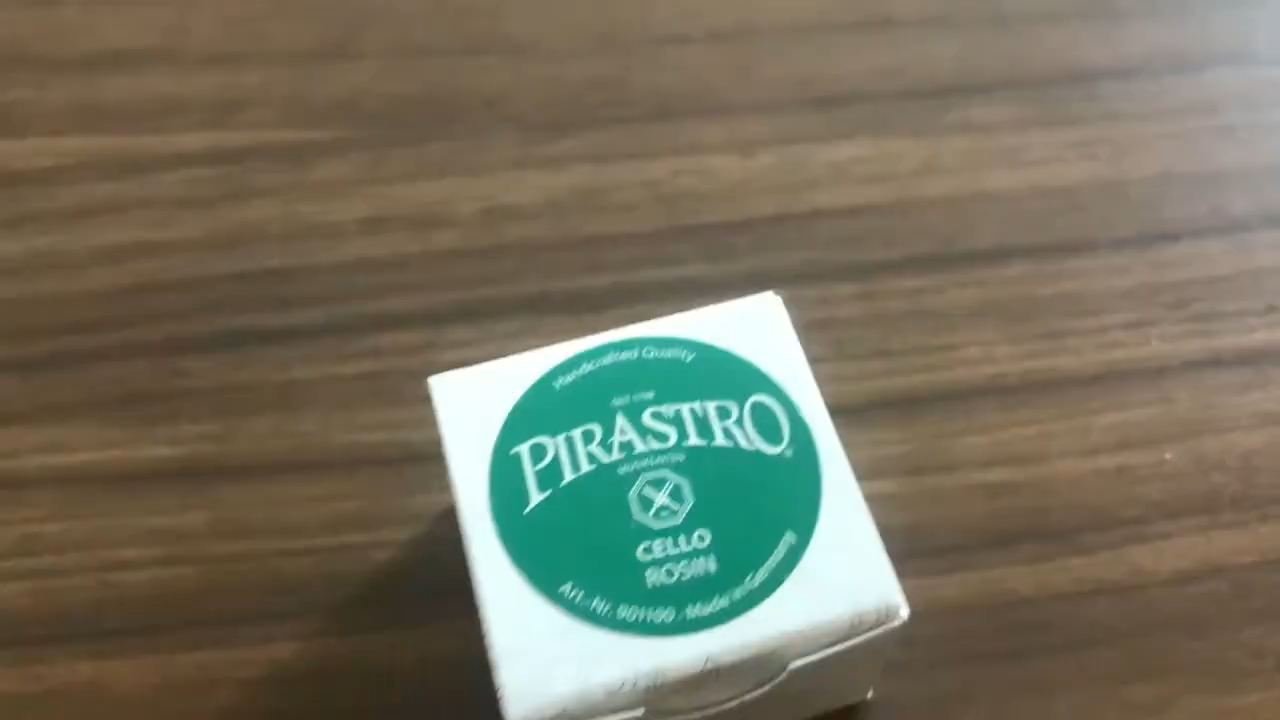 Handcrafted Quality
PIRASTRO
CELLO
ROSIN
Art.-Nr. 901100 . Made in Germany